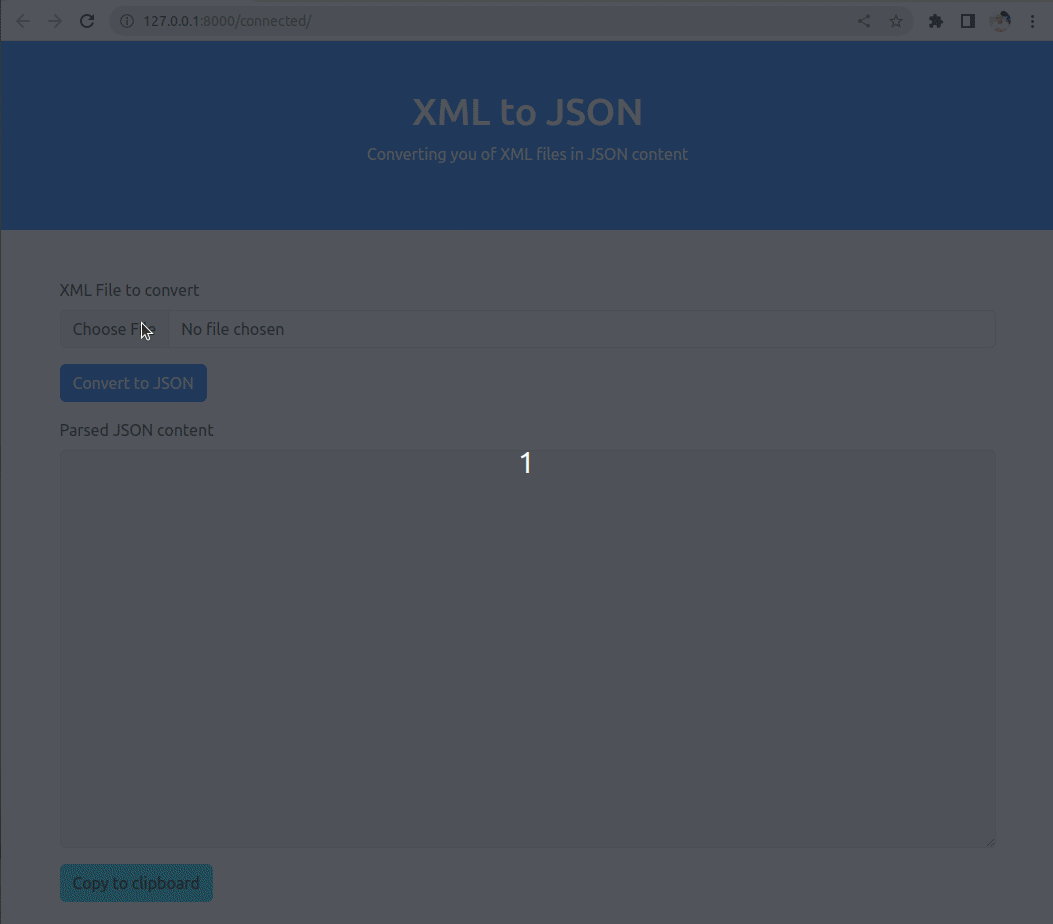 127.0.0.1:8000/connected/
XML to JSON
Converting you of XML files in JSON content
XML File to convert
Choose File No file chosen
Convert to JSON
Parsed JSON content
1
Copy to clipboard